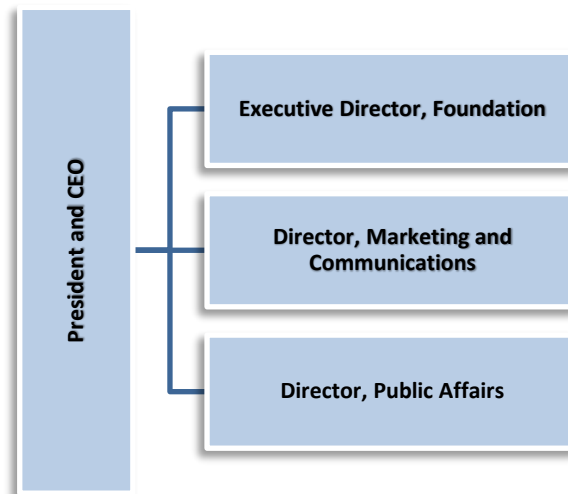 President and CEO
Executive Director, Foundation
Director, Marketing and
Communications
Director, Public Affairs